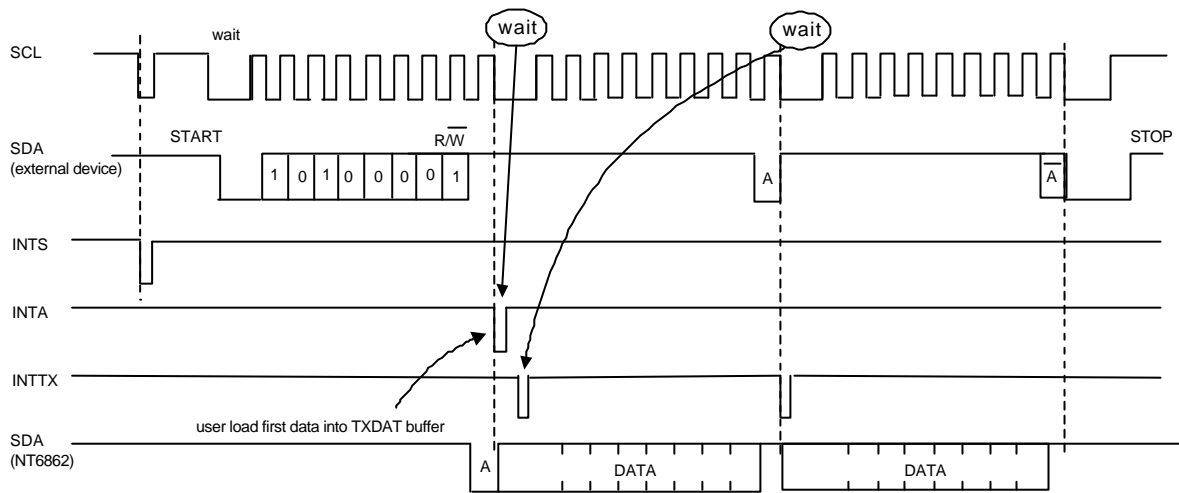 wait
wait
SCL
wait
START
R/W̅
STOP
SDA
(external device)
1 0 1 0 0 0 0 1
A
A̅
INTS
INTA
INTTX
user load first data into TXDAT buffer
SDA
(NT6862)
A
DATA
DATA